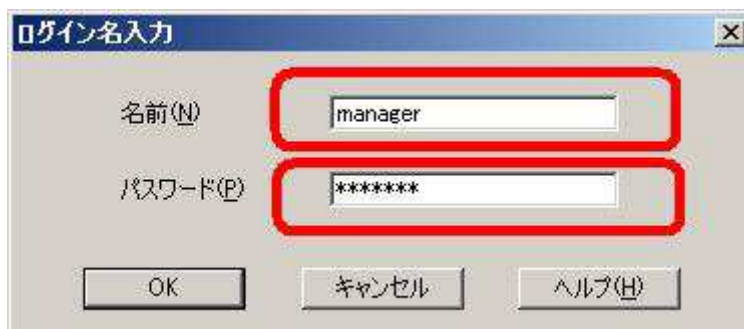 ログイン名入力
名前(N) manager
パスワード(P) *******
OK キャンセル ヘルプ(H)